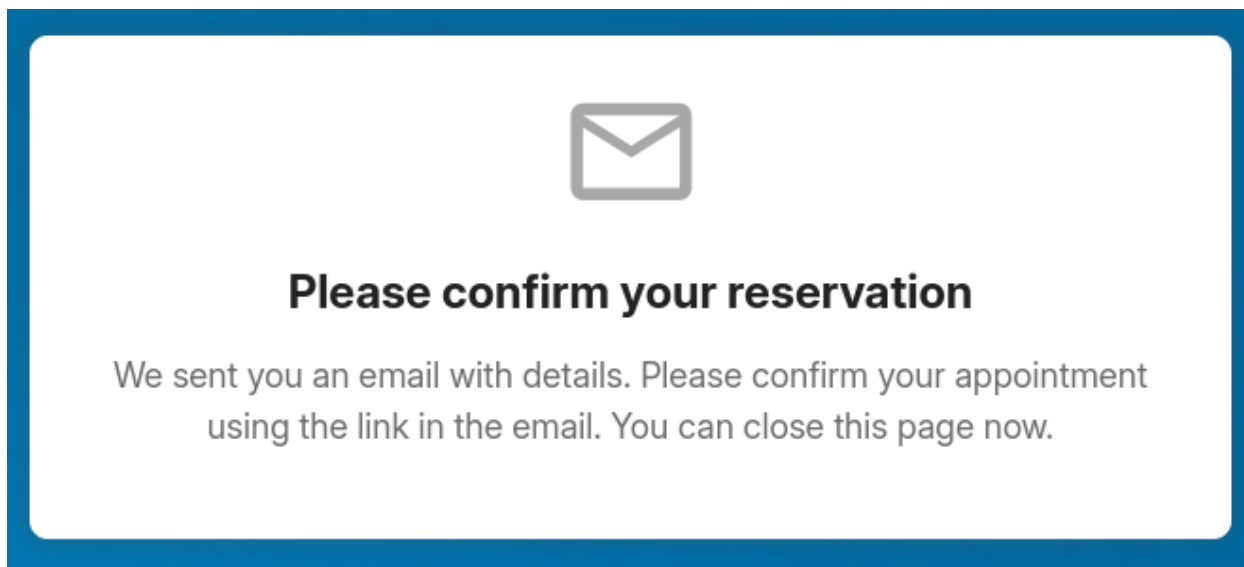 Please confirm your reservation
We sent you an email with details. Please confirm your appointment
using the link in the email. You can close this page now.